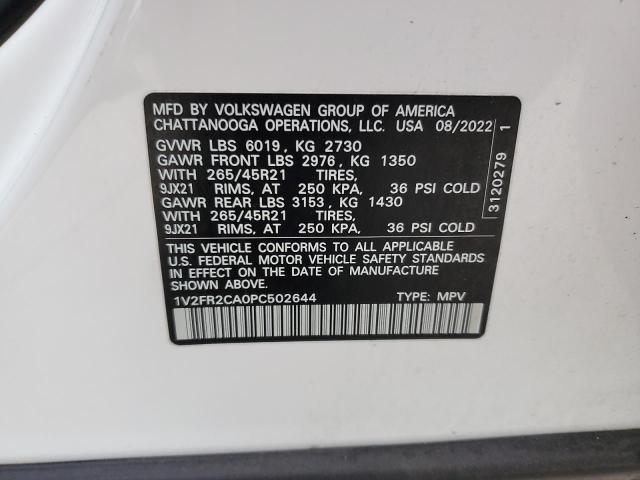 MFD BY VOLKSWAGEN GROUP OF AMERICA
CHATTANOOGA OPERATIONS, LLC. USA 08/2022
GVWR LBS 6019, KG 2730
GAWR FRONT LBS 2976, KG 1350
WITH 265/45R21 TIRES,
9JX21 RIMS, AT 250 KPA, 36 PSI COLD
GAWR REAR LBS 3153, KG 1430
WITH 265/45R21 TIRES,
9JX21 RIMS, AT 250 KPA, 36 PSI COLD
THIS VEHICLE CONFORMS TO ALL APPLICABLE
U.S. FEDERAL MOTOR VEHICLE SAFETY STANDARDS
IN EFFECT ON THE DATE OF MANUFACTURE
SHOWN ABOVE.
1V2FR2CA0PC502644 TYPE: MPV
3120279 1